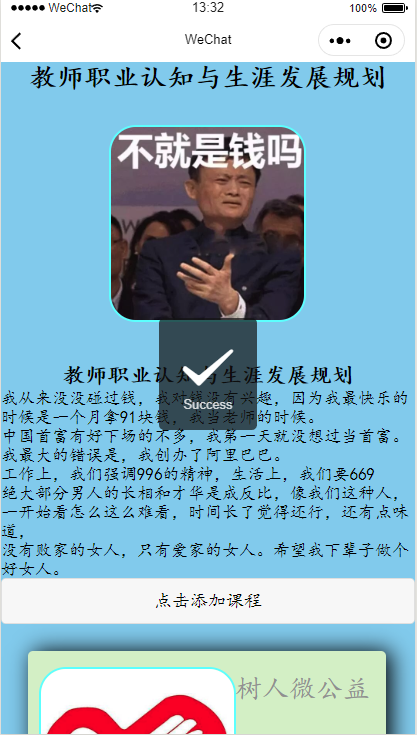 WeChat
13:32
100%
WeChat
教师职业认知与生涯发展规划
不就是钱吗
教师职业认知与生涯发展规划
我从来没没碰过钱，我对钱没有兴趣，因为我最快乐的
时候是一个月拿91块钱，我当老师的时候。
中国首富有好下场的不多，我第一天就没想过当首富。
我最大的错误是，我创办了阿里巴巴。
工作上，我们强调996的精神，生活上，我们要669
绝大部分男人的长相和才华是成反比，像我们这种人，
一开始看怎么这么难看，时间长了觉得还行，还有点味
道，
没有败家的女人，只有爱家的女人。希望我下辈子做个
好女人。
Success
点击添加课程
树人微公益